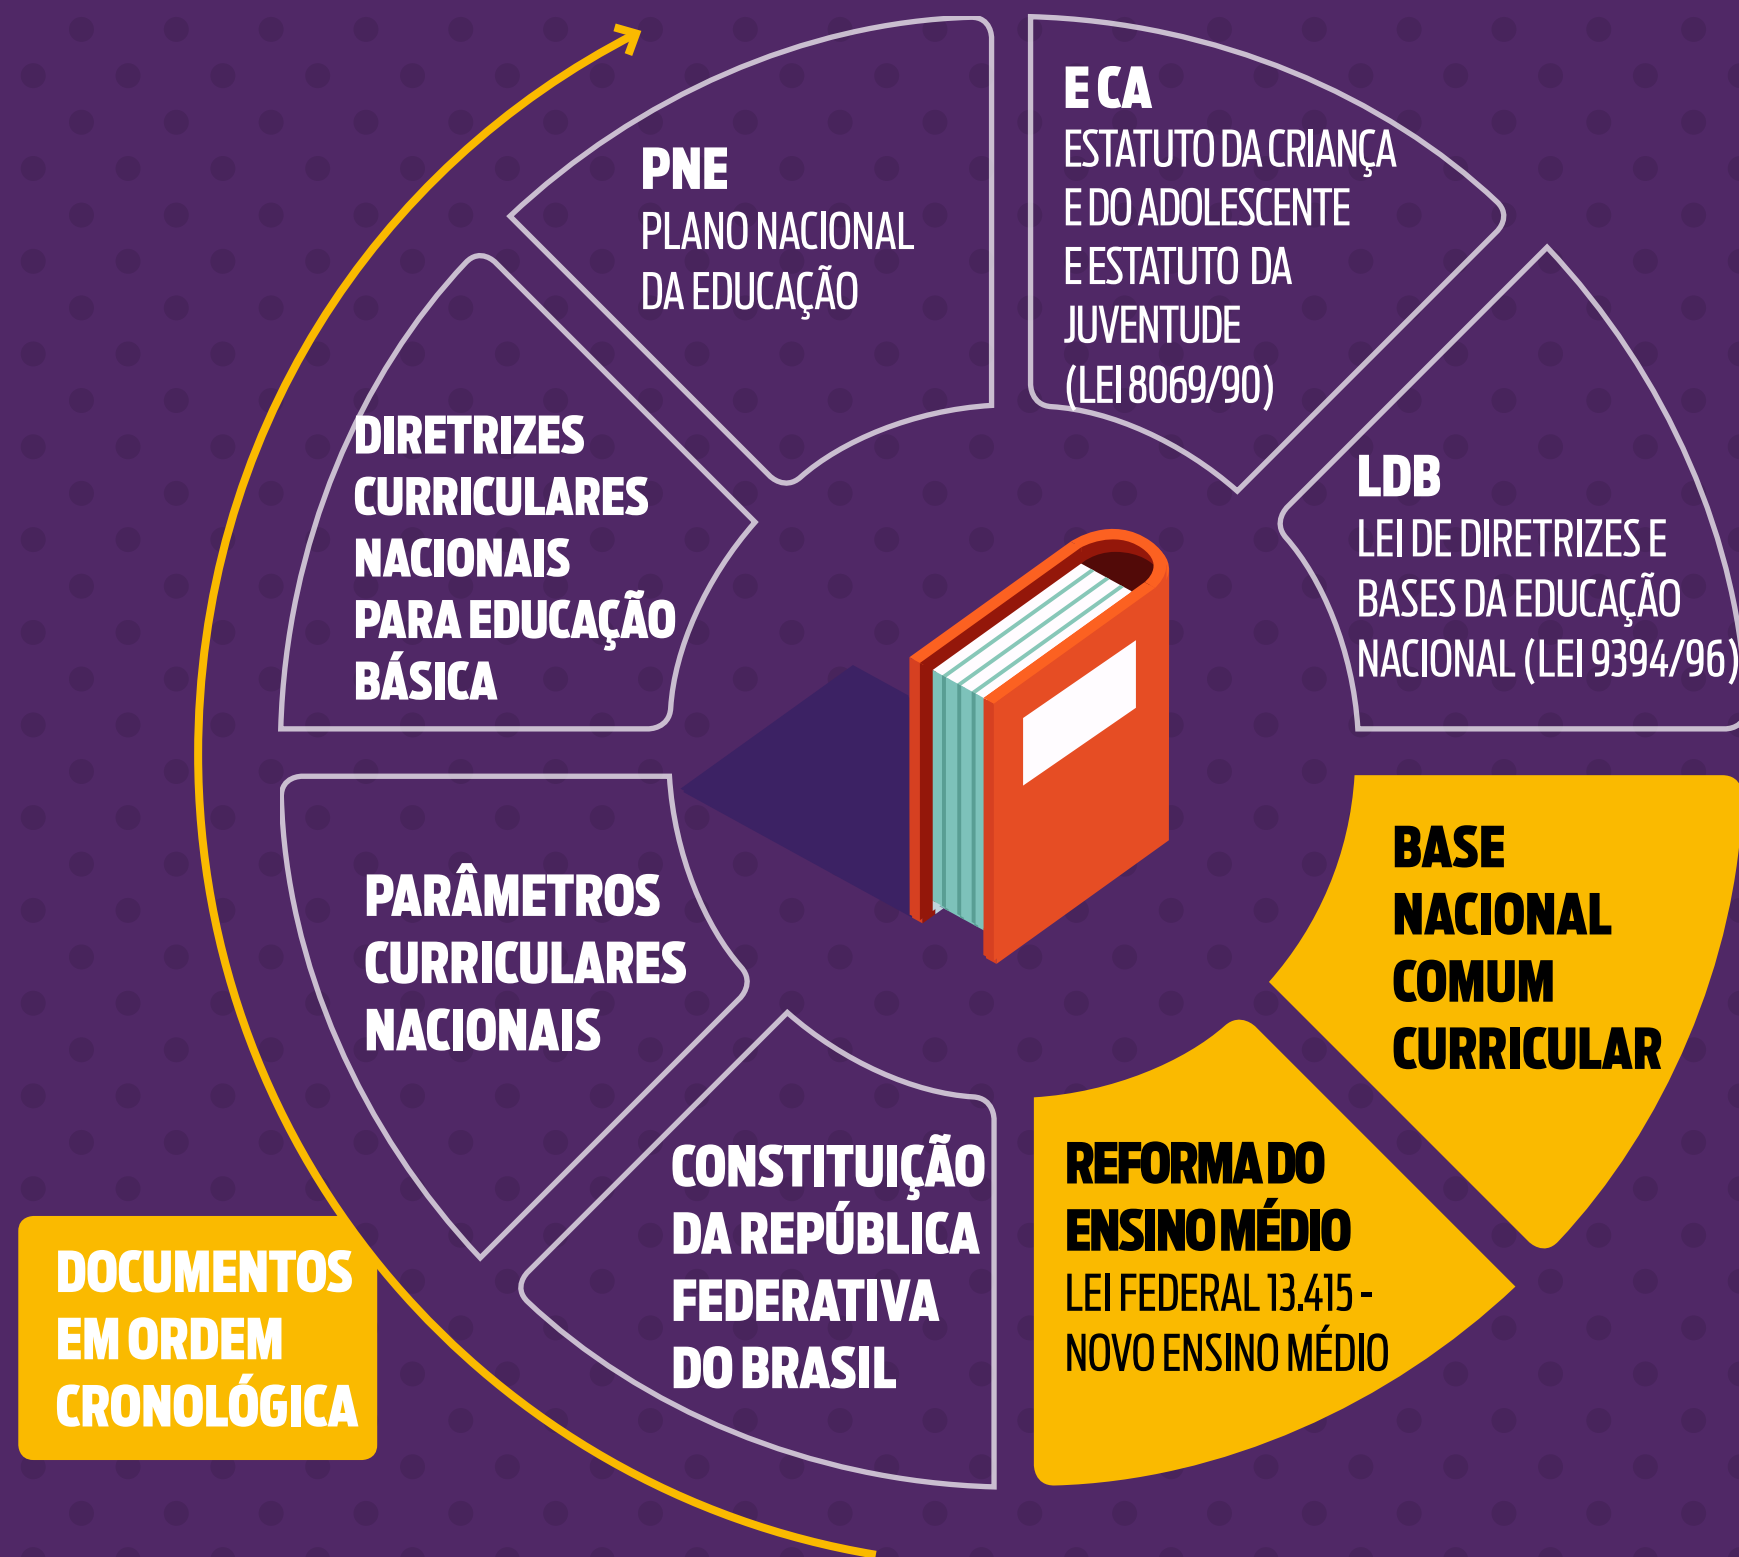 E CA
ESTATUTO DA CRIANÇA
E DO ADOLESCENTE
E ESTATUTO DA
JUVENTUDE
(LEI 8069/90)
LDB
LEI DE DIRETRIZES E
BASES DA EDUCAÇÃO
NACIONAL (LEI 9394/96)
BASE
NACIONAL
COMUM
CURRICULAR
REFORMA DO
ENSINO MÉDIO
LEI FEDERAL 13.415 -
NOVO ENSINO MÉDIO
CONSTITUIÇÃO
DA REPÚBLICA
FEDERATIVA
DO BRASIL
PARÂMETROS
CURRICULARES
NACIONAIS
DIRETRIZES
CURRICULARES
NACIONAIS
PARA EDUCAÇÃO
BÁSICA
PNE
PLANO NACIONAL
DA EDUCAÇÃO
DOCUMENTOS
EM ORDEM
CRONOLÓGICA